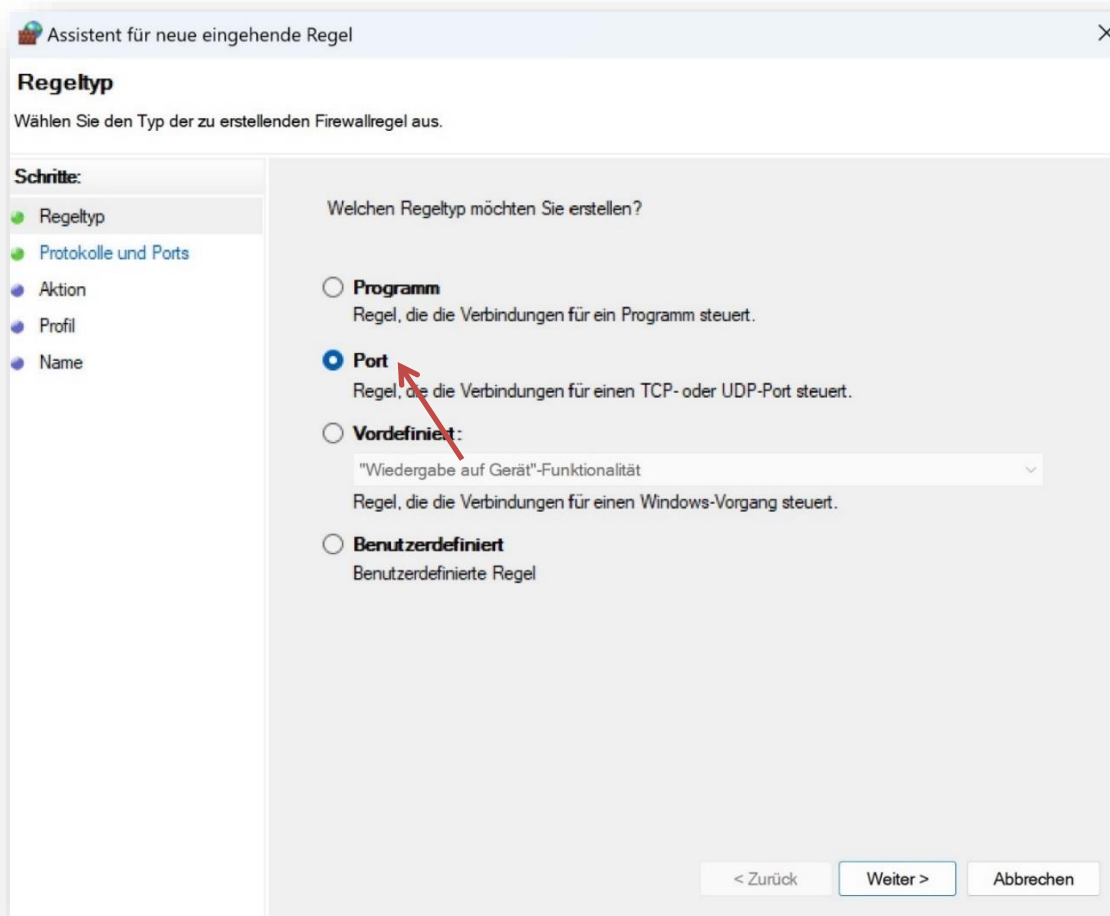 Assistent für neue eingehende Regel
Regeltyp
Wählen Sie den Typ der zu erstellenden Firewallregel aus.
Schritte:
Regeltyp
Protokolle und Ports
Aktion
Profil
Name
Welchen Regeltyp möchten Sie erstellen?
Programm
Regel, die die Verbindungen für ein Programm steuert.
Port
Regel, die die Verbindungen für einen TCP- oder UDP-Port steuert.
Vordefiniert:
"Wiedergabe auf Gerät"-Funktionalität
Regel, die die Verbindungen für einen Windows-Vorgang steuert.
Benutzerdefiniert
Benutzerdefinierte Regel
< Zurück Weiter > Abbrechen